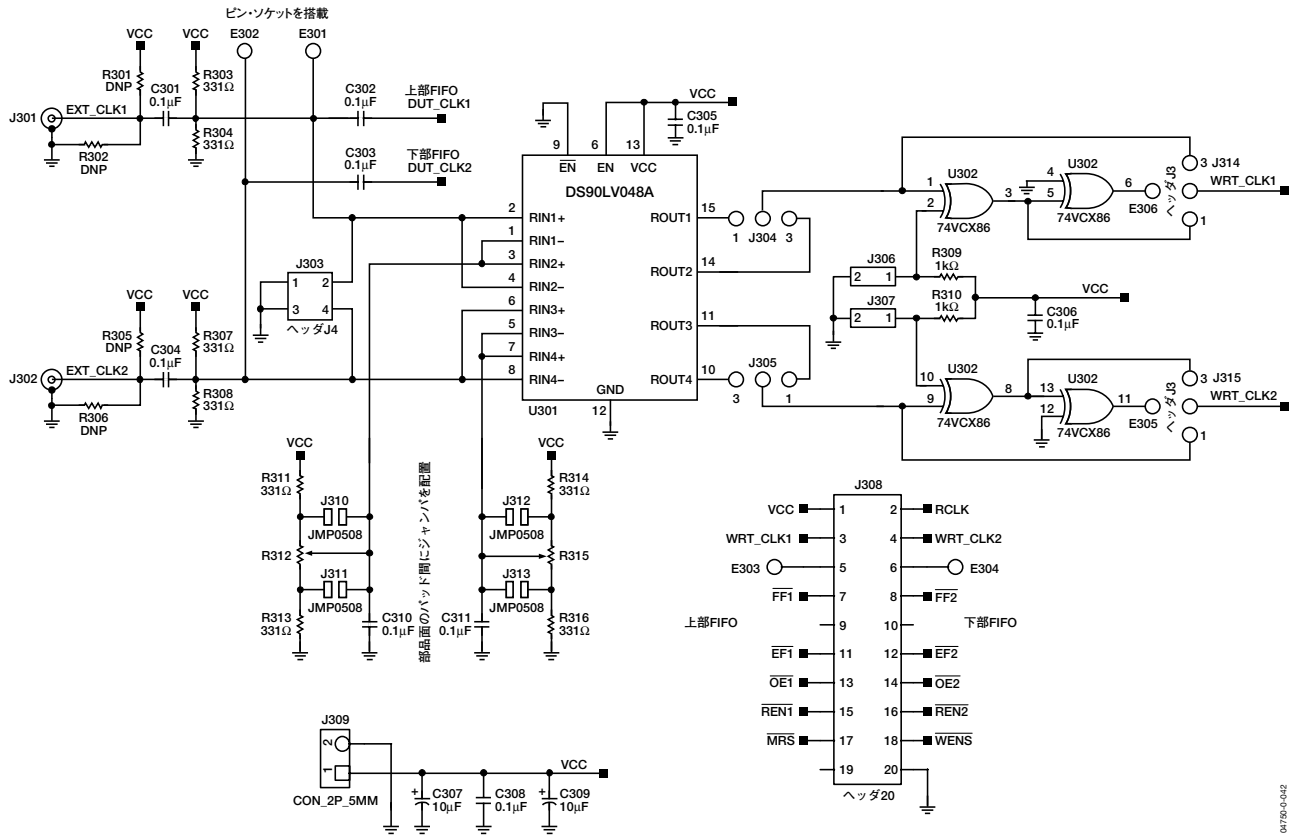 ピン・ソケットを搭載
E302
E301
VCC
VCC
R301
DNP
R303
331Ω
C301
0.1µF
J301
EXT_CLK1
R302
DNP
R304
331Ω
C302
0.1µF
上部FIFO
DUT_CLK1
C303
0.1µF
下部FIFO
DUT_CLK2
VCC
C305
0.1µF
9
6
13
EN
EN
VCC
DS90LV048A
2
RIN1+
1
RIN1–
3
RIN2+
4
RIN2–
6
RIN3+
5
RIN3–
7
RIN4+
8
RIN4–
ROUT1
15
ROUT2
14
ROUT3
11
ROUT4
10
GND
12
U301
J303
1
2
3
4
ヘッダJ4
VCC
VCC
R305
DNP
R307
331Ω
C304
0.1µF
J302
EXT_CLK2
R306
DNP
R308
331Ω
1
J304
3
3
J305
1
J306
2
1
J307
2
1
R309
1kΩ
R310
1kΩ
VCC
C306
0.1µF
1
2
U302
3
74VCX86
4
5
U302
6
74VCX86
E306
ヘッダJ3
3
J314
WRT_CLK1
1
10
9
U302
8
74VCX86
13
12
U302
11
74VCX86
E305
ヘッダJ3
3
J315
WRT_CLK2
1
VCC
R311
331Ω
J310
JMP0508
R312
J311
JMP0508
R313
331Ω
C310
0.1µF
部品面のパッド間にジャンパを配置
VCC
R314
331Ω
J312
JMP0508
R315
J313
JMP0508
R316
331Ω
C311
0.1µF
J308
VCC
1
2
RCLK
WRT_CLK1
3
4
WRT_CLK2
E303
5
6
E304
FF1
7
8
FF2
上部FIFO
9
10
下部FIFO
EF1
11
12
EF2
OE1
13
14
OE2
REN1
15
16
REN2
MRS
17
18
WENS
19
20
ヘッダ20
J309
2
1
CON_2P_5MM
VCC
+
C307
10µF
C308
0.1µF
+
C309
10µF
04750-0-042